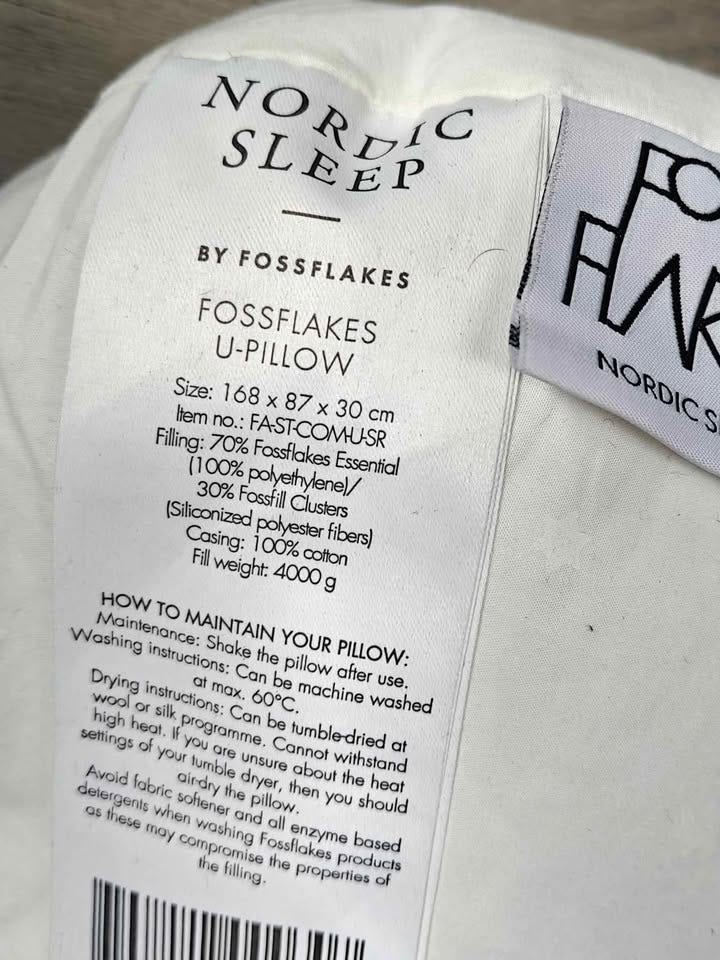 NORDIC
SLEEP
BY FOSSFLAKES
FOSSFLAKES
U-PILLOW
Size: 168 x 87 x 30 cm
Item no.: FA-ST-COM-U-SR
Filling: 70% Fossflakes Essential
(100% polyethylene)/
30% Fossfill Clusters
(Siliconized polyester fibers)
Casing: 100% cotton
Fill weight: 4000 g
HOW TO MAINTAIN YOUR PILLOW:
Maintenance: Shake the pillow after use.
Washing instructions: Can be machine washed
at max. 60°C.
Drying instructions: Can be tumble-dried at
wool or silk programme. Cannot withstand
high heat. If you are unsure about the heat
settings of your tumble dryer, then you should
air-dry the pillow.
Avoid fabric softener and all enzyme based
detergents when washing Fossflakes products
as these may compromise the properties of
the filling.
FO
FLAK
NORDIC S